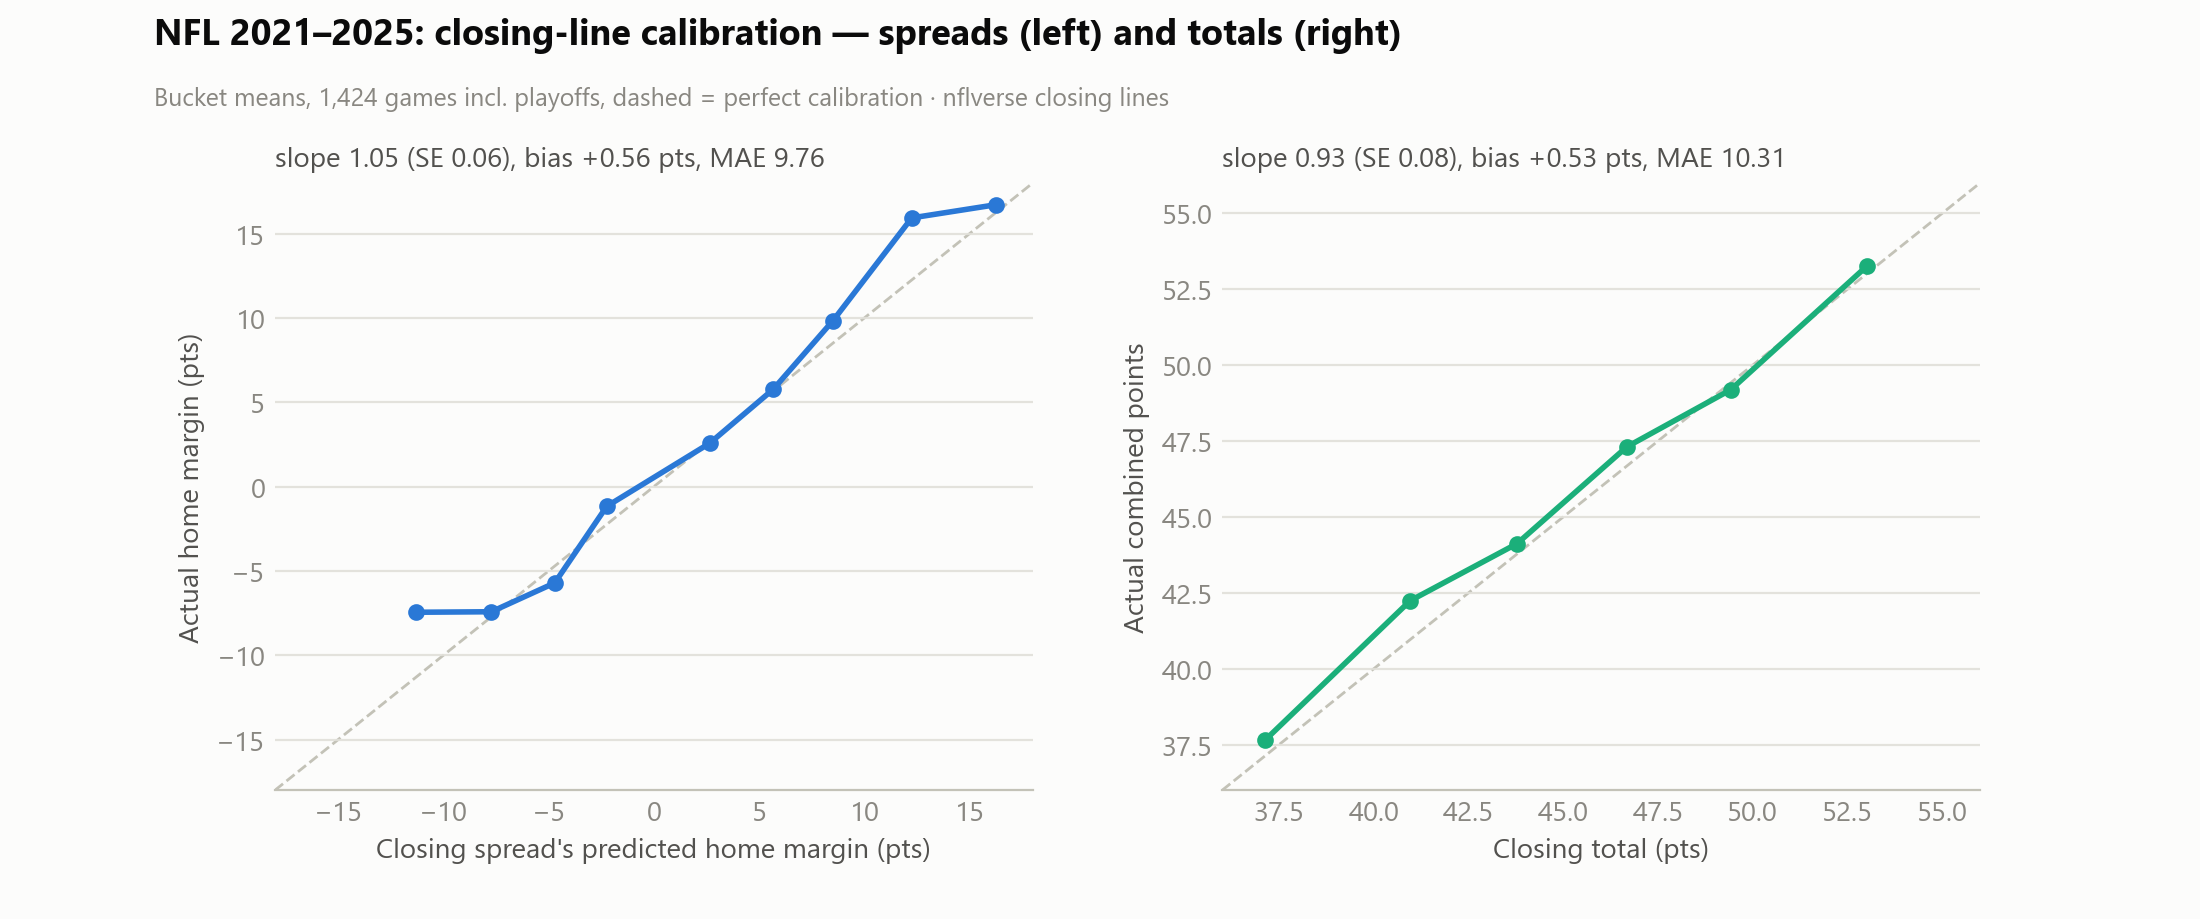 NFL 2021–2025: closing-line calibration — spreads (left) and totals (right)
Bucket means, 1,424 games incl. playoffs, dashed = perfect calibration · nflverse closing lines
slope 1.05 (SE 0.06), bias +0.56 pts, MAE 9.76
Actual home margin (pts)
15
10
5
0
−5
−10
−15
−15 −10 −5 0 5 10 15
Closing spread's predicted home margin (pts)
slope 0.93 (SE 0.08), bias +0.53 pts, MAE 10.31
Actual combined points
55.0
52.5
50.0
47.5
45.0
42.5
40.0
37.5
37.5 40.0 42.5 45.0 47.5 50.0 52.5 55.0
Closing total (pts)